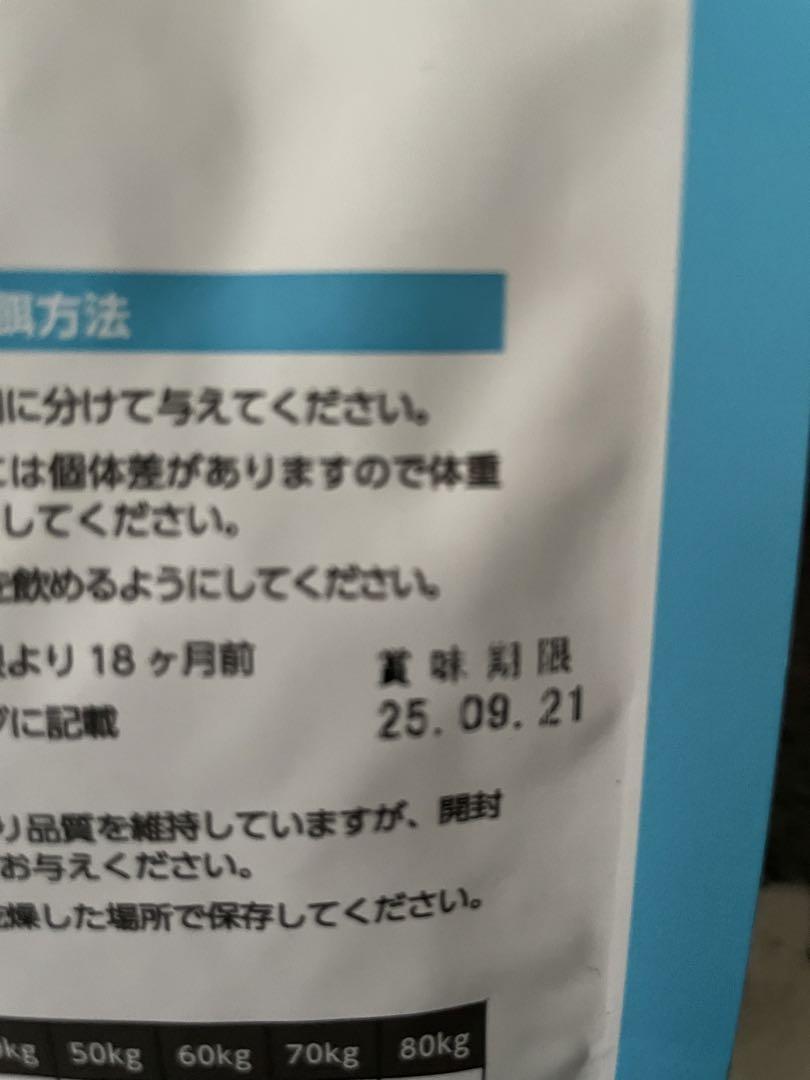 餌方法
に分けて与えてください。
には個体差がありますので体重
してください。
を飲めるようにしてください。
より18ヶ月前
賞味期限
に記載
25.09.21
り品質を維持していますが、開封
お与えください。
燥した場所で保存してください。
kg 50kg 60kg 70kg 80kg